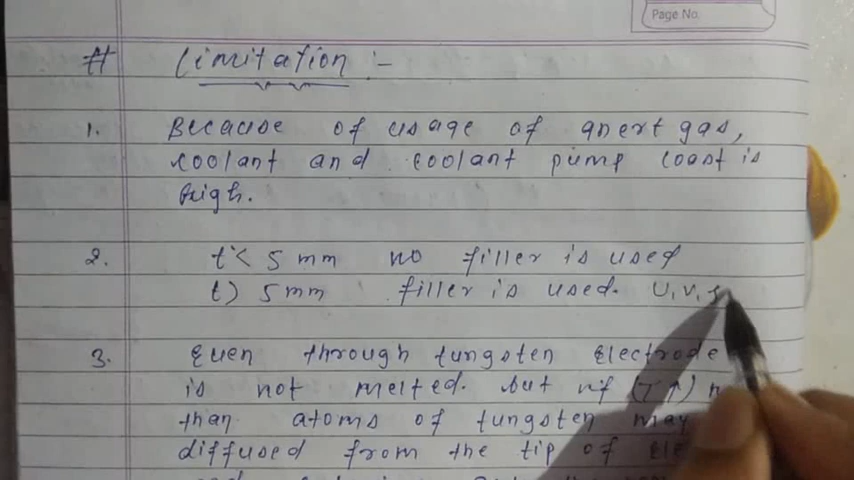 Page No.
# Limitation :-
1. Because of usage of inert gas,
coolant and coolant pump coast is
high.
2. t < 5 mm no filler is used
t > 5 mm filler is used. U, V,
3. Even through tungsten electrode
is not melted. but if (T↑)
than atoms of tungsten may
diffused from the tip of